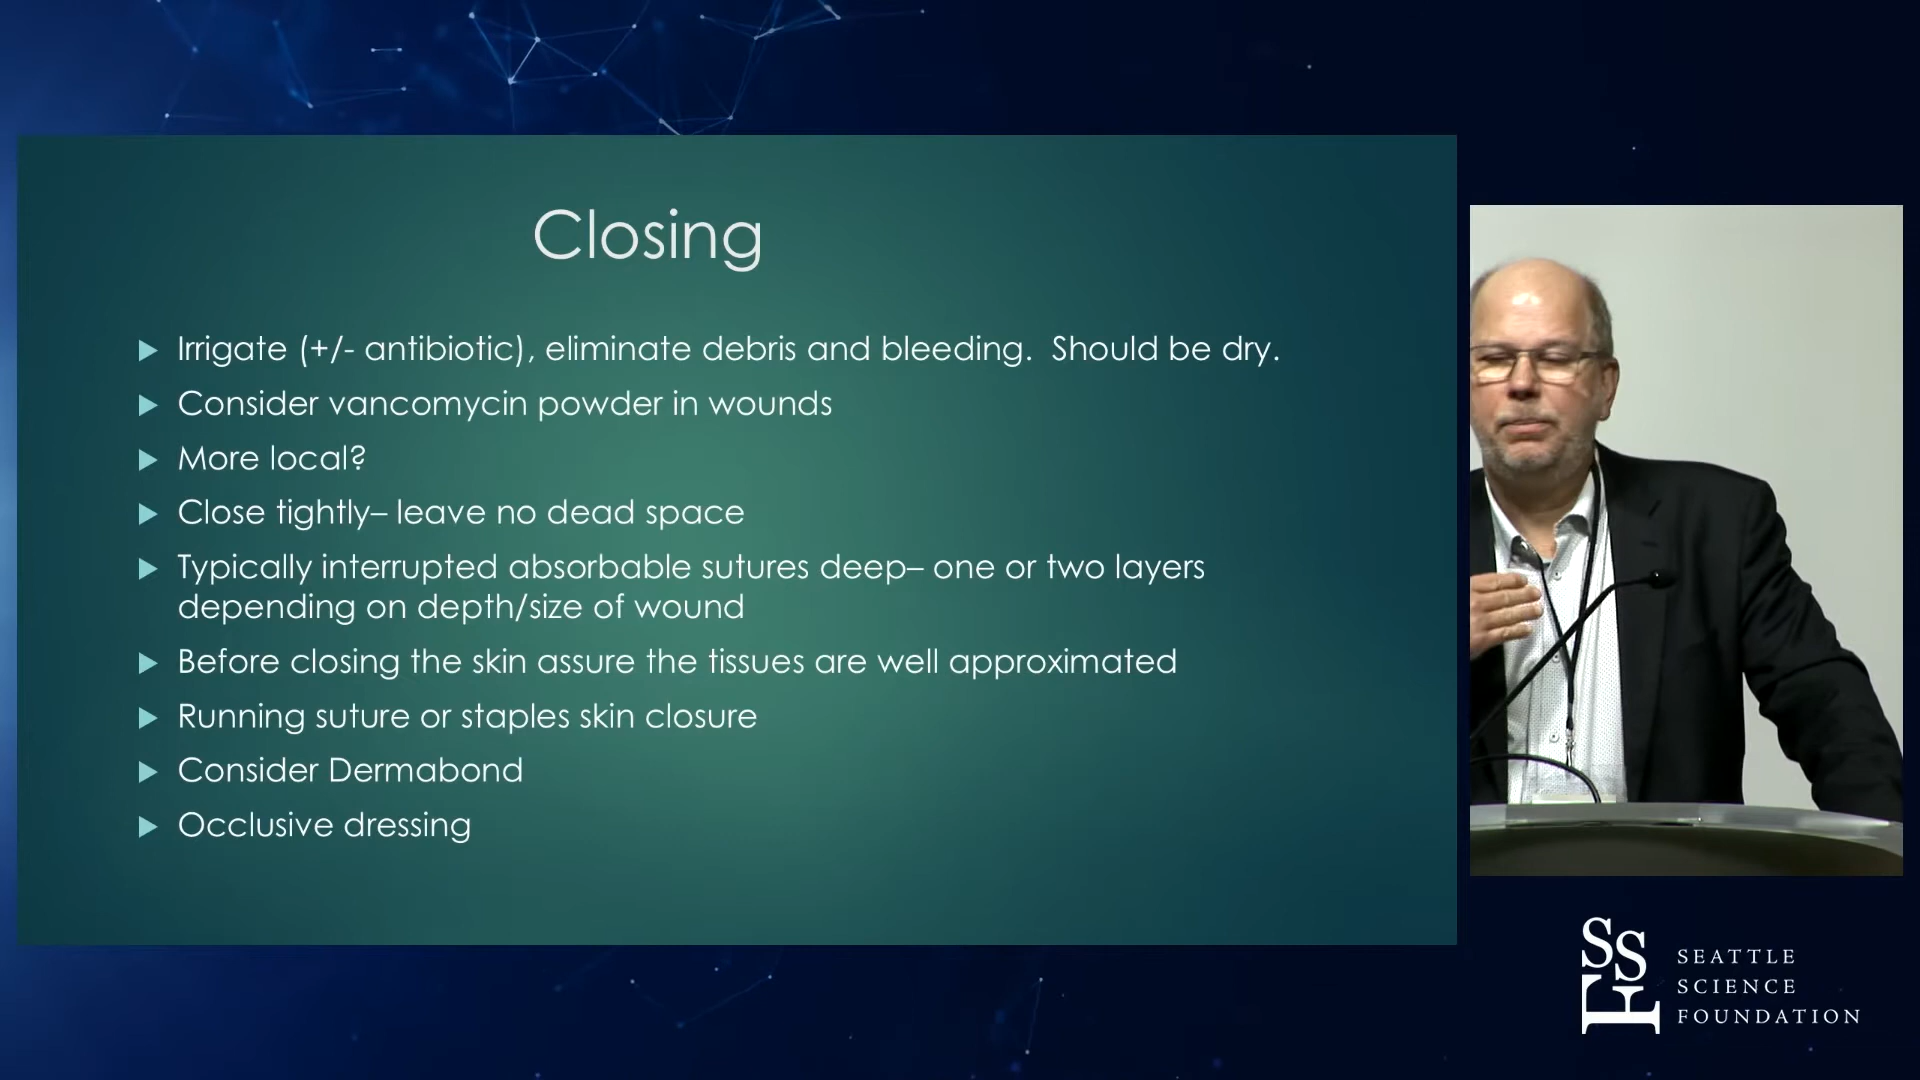 Closing
Irrigate (+/- antibiotic), eliminate debris and bleeding.  Should be dry.
Consider vancomycin powder in wounds
More local?
Close tightly– leave no dead space
Typically interrupted absorbable sutures deep– one or two layers
depending on depth/size of wound
Before closing the skin assure the tissues are well approximated
Running suture or staples skin closure
Consider Dermabond
Occlusive dressing
SSF
SEATTLE
SCIENCE
FOUNDATION